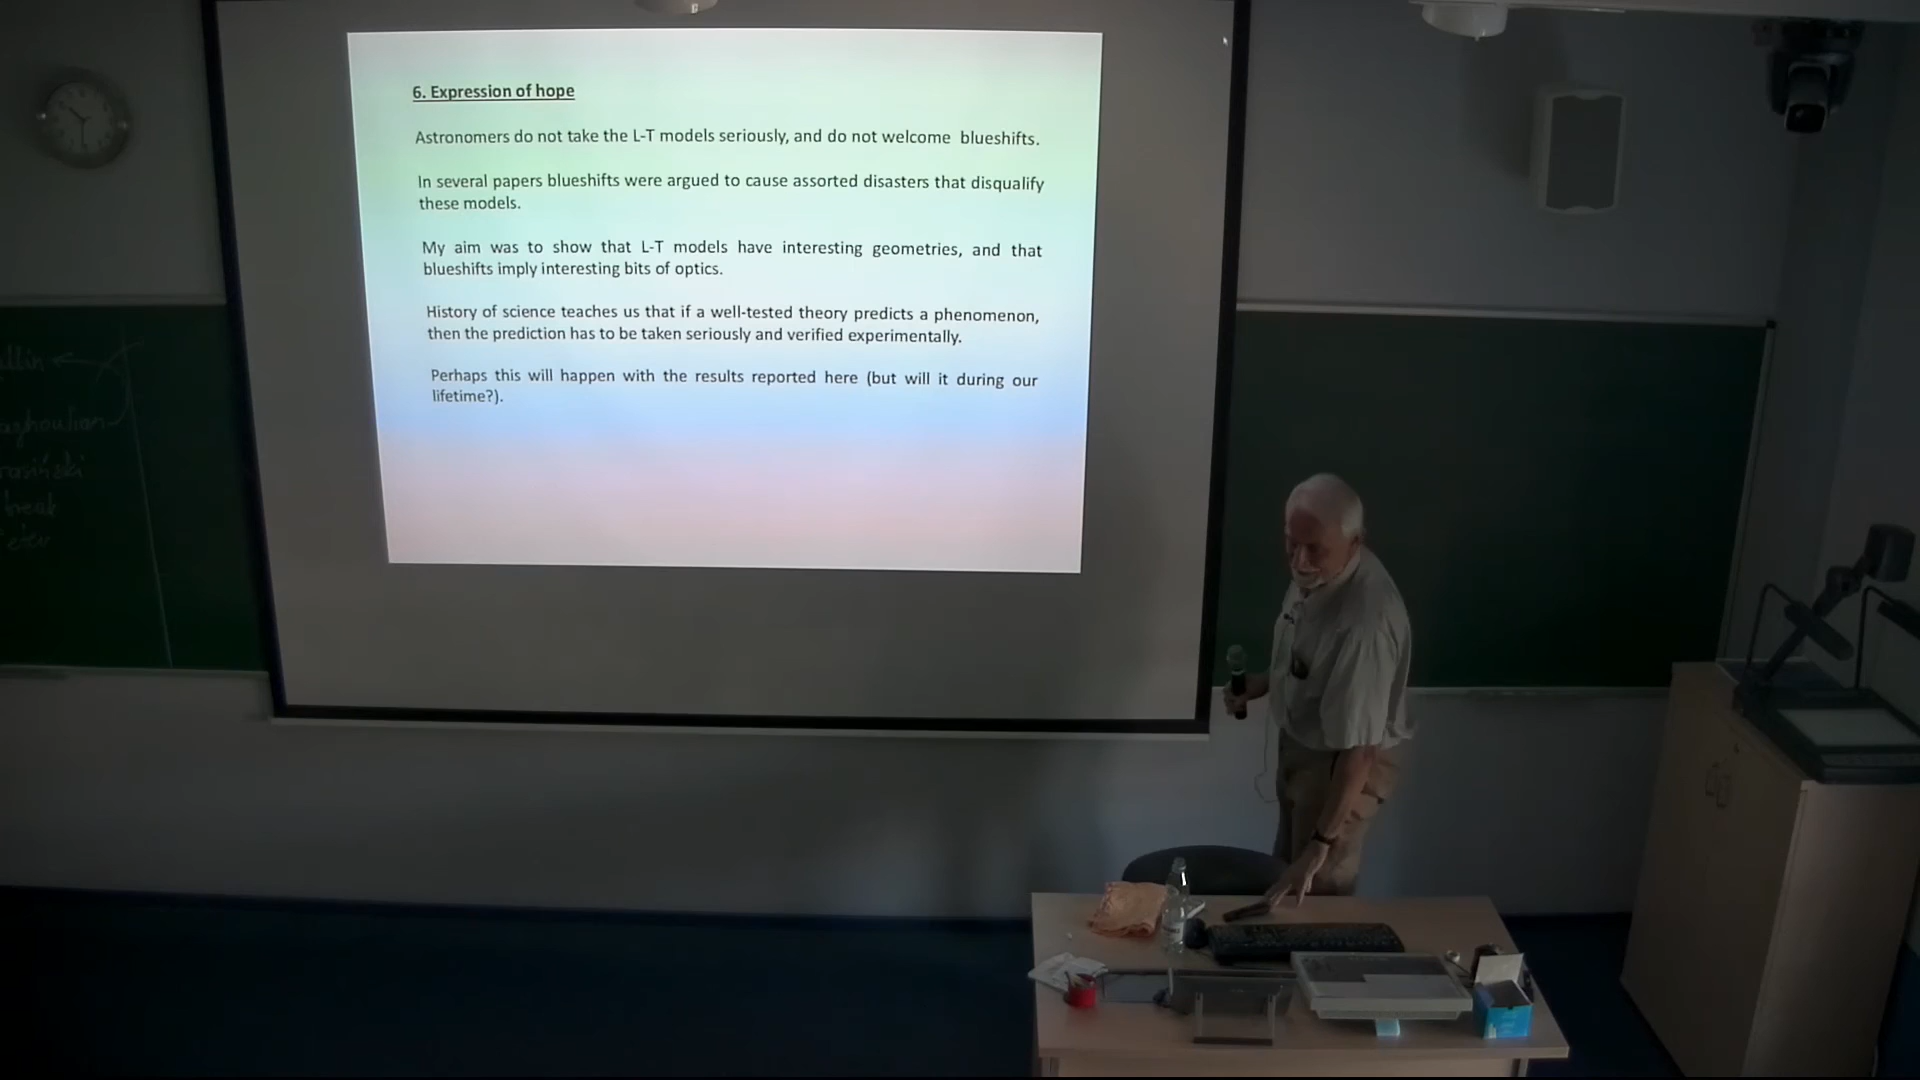 6. Expression of hope
Astronomers do not take the L-T models seriously, and do not welcome blueshifts.
In several papers blueshifts were argued to cause assorted disasters that disqualify
these models.
My aim was to show that L-T models have interesting geometries, and that
blueshifts imply interesting bits of optics.
History of science teaches us that if a well-tested theory predicts a phenomenon,
then the prediction has to be taken seriously and verified experimentally.
Perhaps this will happen with the results reported here (but will it during our
lifetime?).
break